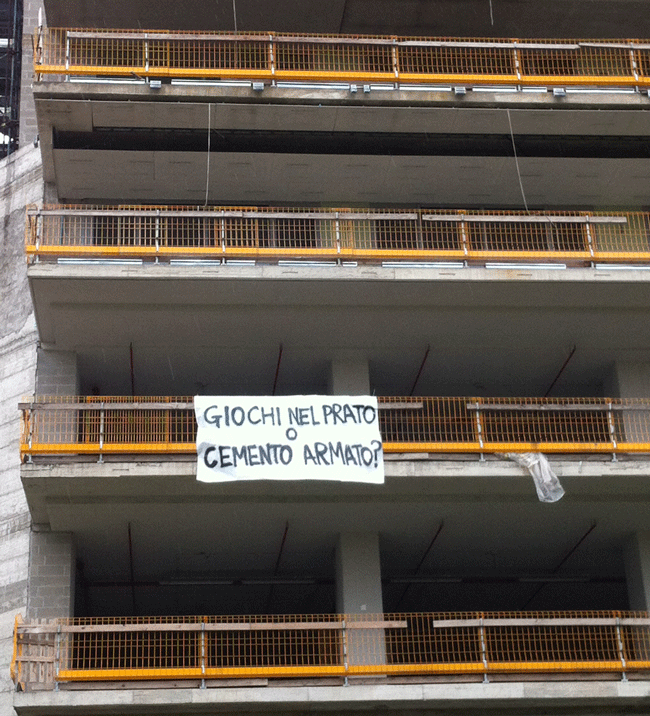 GIOCHI NEL PRATO
O
CEMENTO ARMATO?